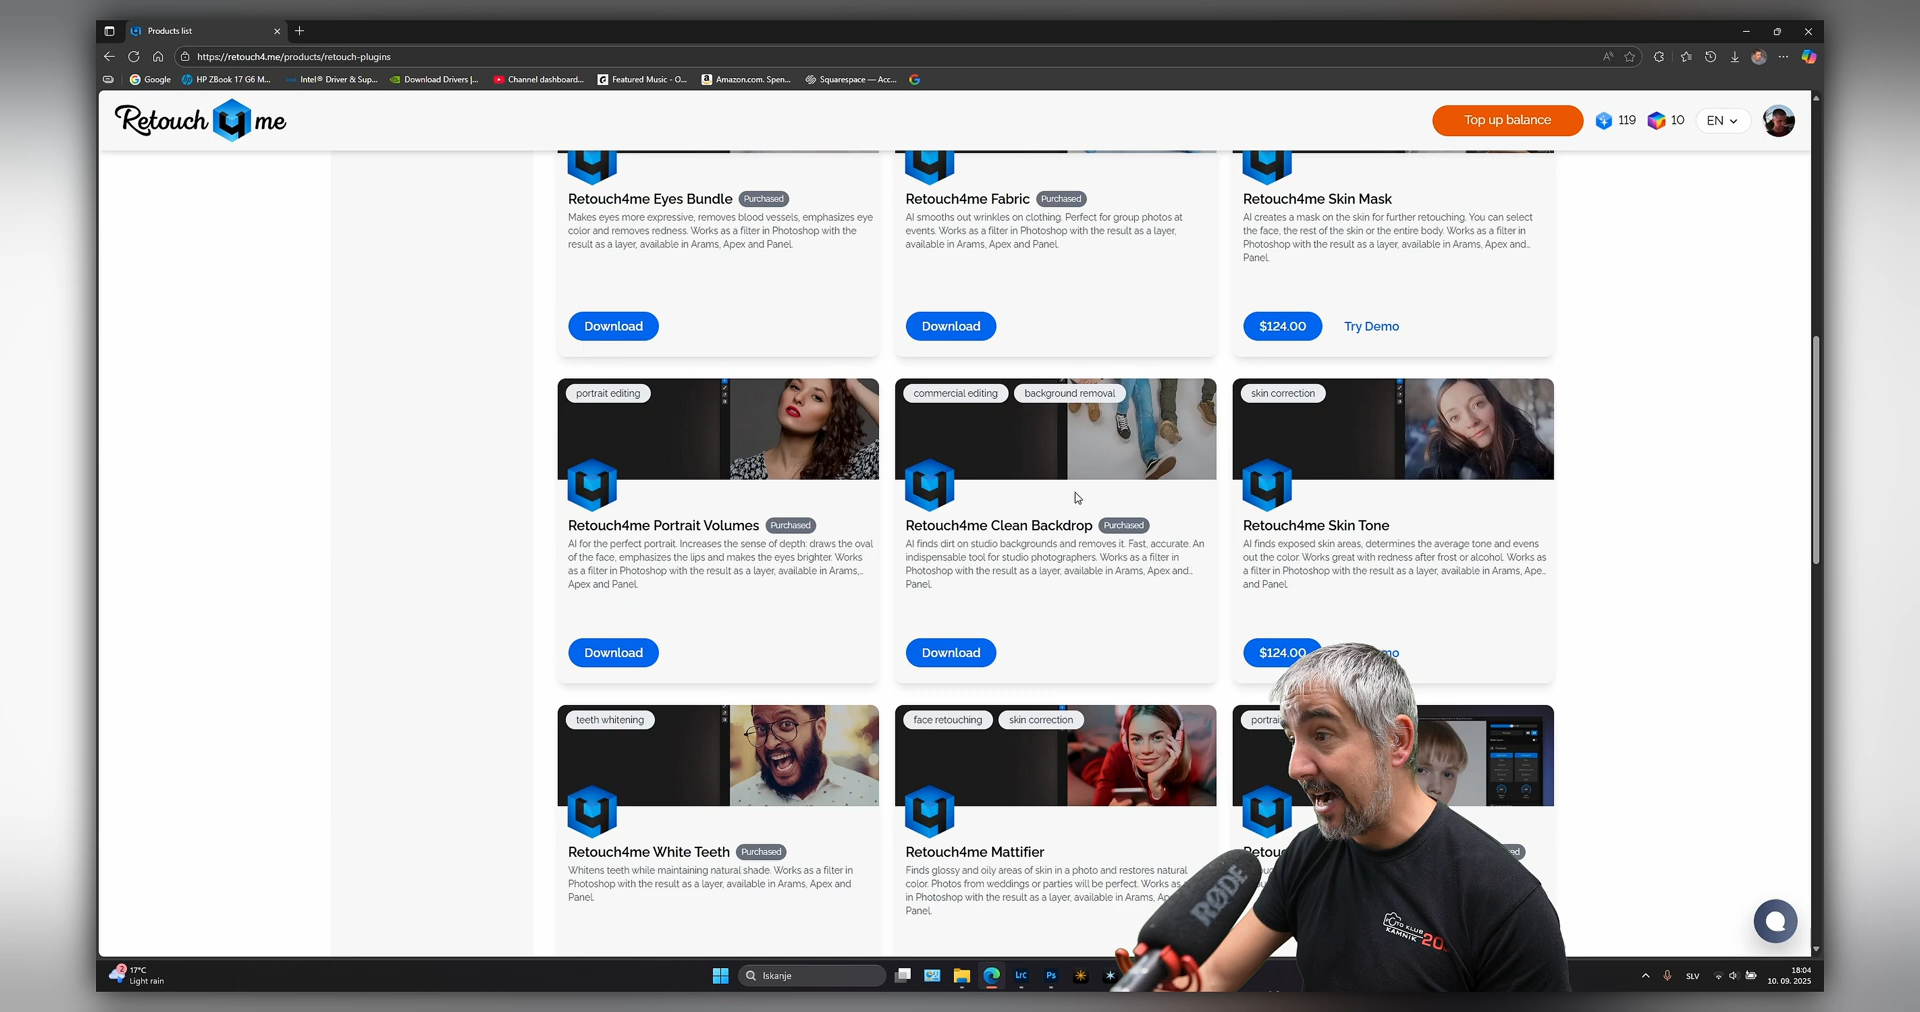 Products list
https://retouch4.me/products/retouch-plugins
Google
HP ZBook 17 G6 M...
Intel® Driver & Sup...
Download Drivers |...
Channel dashboard...
Featured Music - O...
Amazon.com. Spen...
Squarespace — Acc...
Retouch 4 me
Top up balance
119
10
EN
Retouch4me Eyes Bundle Purchased
Makes eyes more expressive, removes blood vessels, emphasizes eye
color and removes redness. Works as a filter in Photoshop with the
result as a layer, available in Arams, Apex and Panel.
Download
Retouch4me Fabric Purchased
AI smooths out wrinkles on clothing. Perfect for group photos at
events. Works as a filter in Photoshop with the result as a layer,
available in Arams, Apex and Panel.
Download
Retouch4me Skin Mask
AI creates a mask on the skin for further retouching. You can select
the face, the rest of the skin or the entire body. Works as a filter in
Photoshop with the result as a layer, available in Arams, Apex and...
Panel.
$124.00 Try Demo
portrait editing
Retouch4me Portrait Volumes Purchased
AI for the perfect portrait. Increases the sense of depth: draws the oval
of the face, emphasizes the lips and makes the eyes brighter. Works
as a filter in Photoshop with the result as a layer, available in Arams,...
Apex and Panel.
Download
commercial editing background removal
Retouch4me Clean Backdrop Purchased
AI finds dirt on studio backgrounds and removes it. Fast, accurate. An
indispensable tool for studio photographers. Works as a filter in
Photoshop with the result as a layer, available in Arams, Apex and...
Panel.
Download
skin correction
Retouch4me Skin Tone
AI finds exposed skin areas, determines the average tone and evens
out the color. Works great with redness after frost or alcohol. Works as
a filter in Photoshop with the result as a layer, available in Arams, Ape...
and Panel.
$124.00 mo
teeth whitening
Retouch4me White Teeth Purchased
Whitens teeth while maintaining natural shade. Works as a filter in
Photoshop with the result as a layer, available in Arams, Apex and
Panel.
face retouching skin correction
Retouch4me Mattifier
Finds glossy and oily areas of skin in a photo and restores natural
color. Photos from weddings or parties will be perfect. Works as
in Photoshop with the result as a layer, available in Arams, Ap
Panel.
portrai
Retou
ed
RØDE
FOTO KLUB
KAMNIK 20
2
17°C
Light rain
Iskanje
Lrc
Ps
SLV
18:04
10. 09. 2025